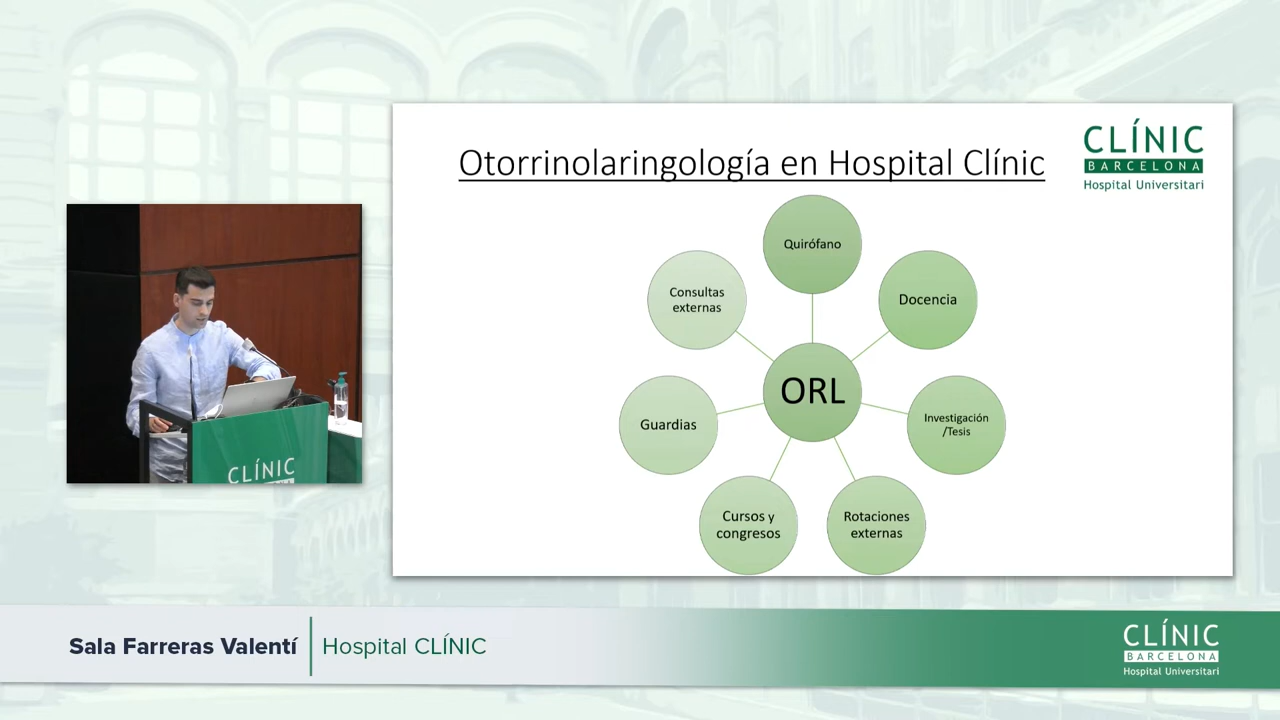 Otorrinolaringología en Hospital Clínic
CLÍNIC
BARCELONA
Hospital Universitari
Quirófano
Consultas
externas
Docencia
ORL
Guardias
Investigación
/Tesis
Cursos y
congresos
Rotaciones
externas
CLÍNIC
Sala Farreras Valentí
Hospital CLÍNIC
CLÍNIC
BARCELONA
Hospital Universitari